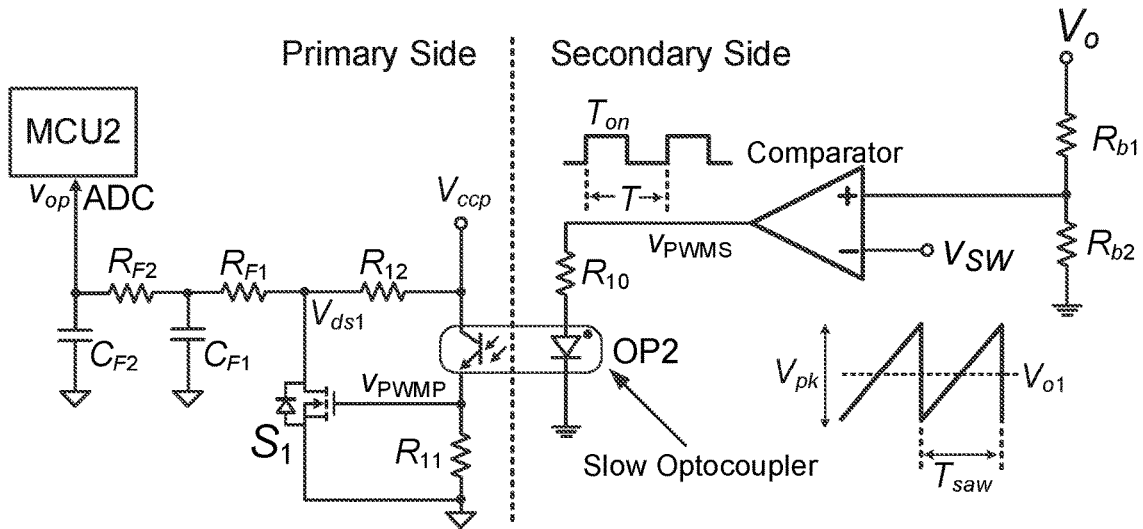 Primary Side
Secondary Side
Vo
MCU2
Ton
Comparator
Rb1
vop
ADC
Vccp
T
+
vPWMS
−
VSW
Rb2
RF2
RF1
R12
R10
Vds1
CF2
CF1
OP2
Vpk
Vo1
vPWMP
S1
R11
Slow Optocoupler
Tsaw